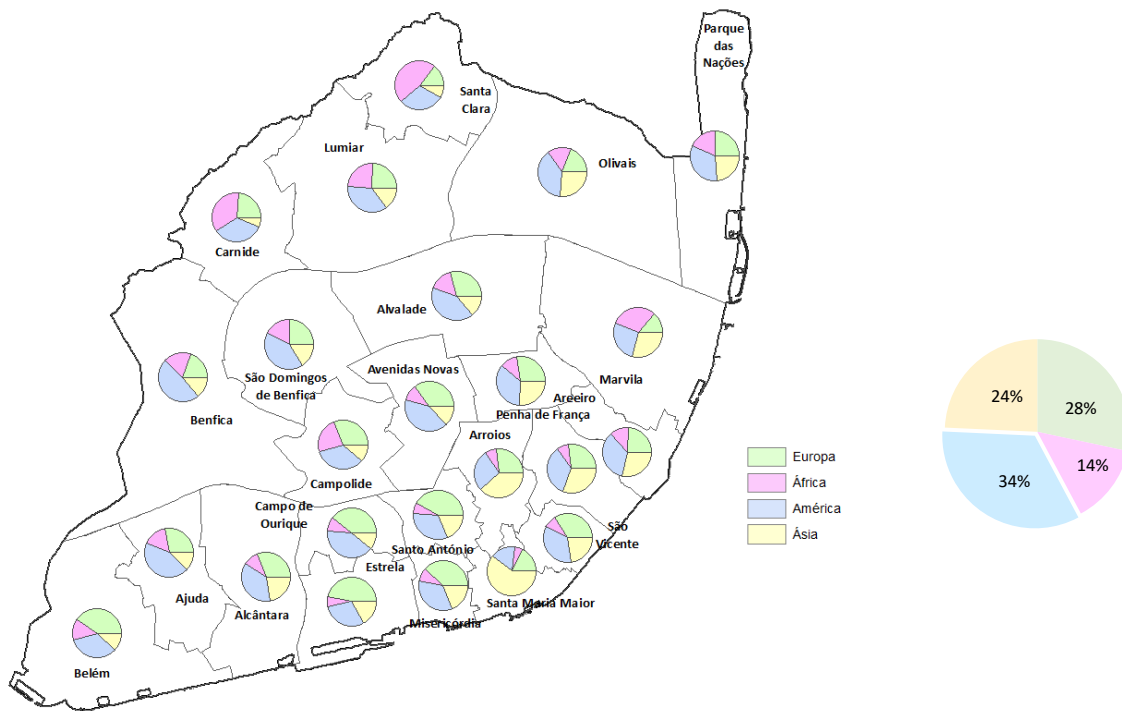 Parque
das
Nações
Santa
Clara
Lumiar
Olivais
Carnide
Alvalade
São Domingos
de Benfica
Avenidas Novas
Benfica
Marvila
Areeiro
Penha de França
Arroios
Campolide
Campo de
Ourique
Santo António
São
Vicente
Estrela
Ajuda
Alcântara
Misericórdia
Santa Maria Maior
Belém
Europa
África
América
Ásia
24%
28%
14%
34%